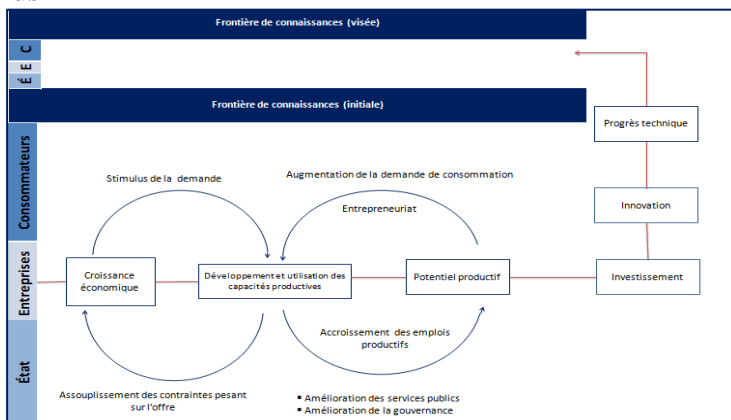 Frontière de connaissances (visée)
C
E
É
Frontière de connaissances (initiale)
Consommateurs
Entreprises
État
Progrès technique
Stimulus de la demande
Augmentation de la demande de consommation
Entrepreneuriat
Innovation
Croissance
économique
Développement et utilisation des
capacités productives
Potentiel productif
Investissement
Accroissement des emplois
productifs
Assouplissement des contraintes pesant
sur l'offre
▪ Amélioration des services publics
▪ Amélioration de la gouvernance